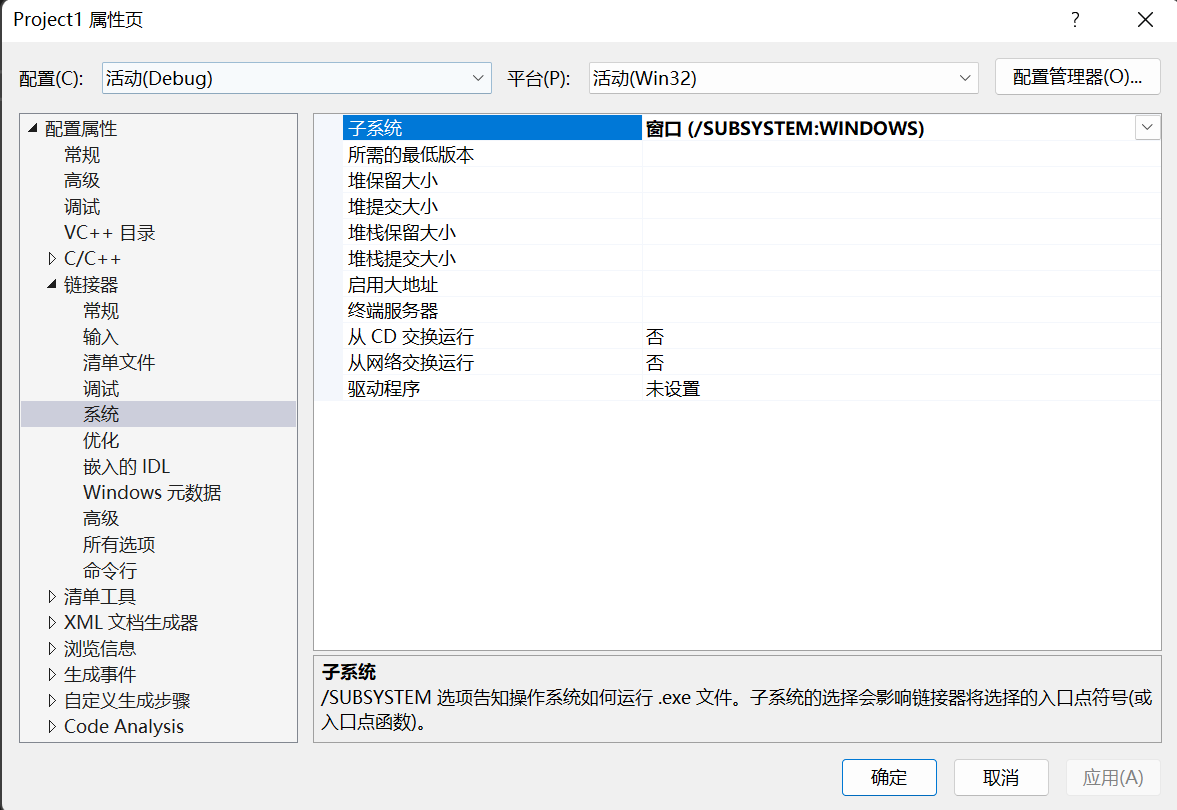 Project1 属性页
?
配置(C): 活动(Debug) 平台(P): 活动(Win32) 配置管理器(O)...
配置属性
常规
高级
调试
VC++ 目录
C/C++
链接器
常规
输入
清单文件
调试
系统
优化
嵌入的 IDL
Windows 元数据
高级
所有选项
命令行
清单工具
XML 文档生成器
浏览信息
生成事件
自定义生成步骤
Code Analysis
子系统 窗口 (/SUBSYSTEM:WINDOWS)
所需的最低版本
堆保留大小
堆提交大小
堆栈保留大小
堆栈提交大小
启用大地址
终端服务器
从 CD 交换运行 否
从网络交换运行 否
驱动程序 未设置
子系统
/SUBSYSTEM 选项告知操作系统如何运行 .exe 文件。子系统的选择会影响链接器将选择的入口点符号(或
入口点函数)。
确定 取消 应用(A)